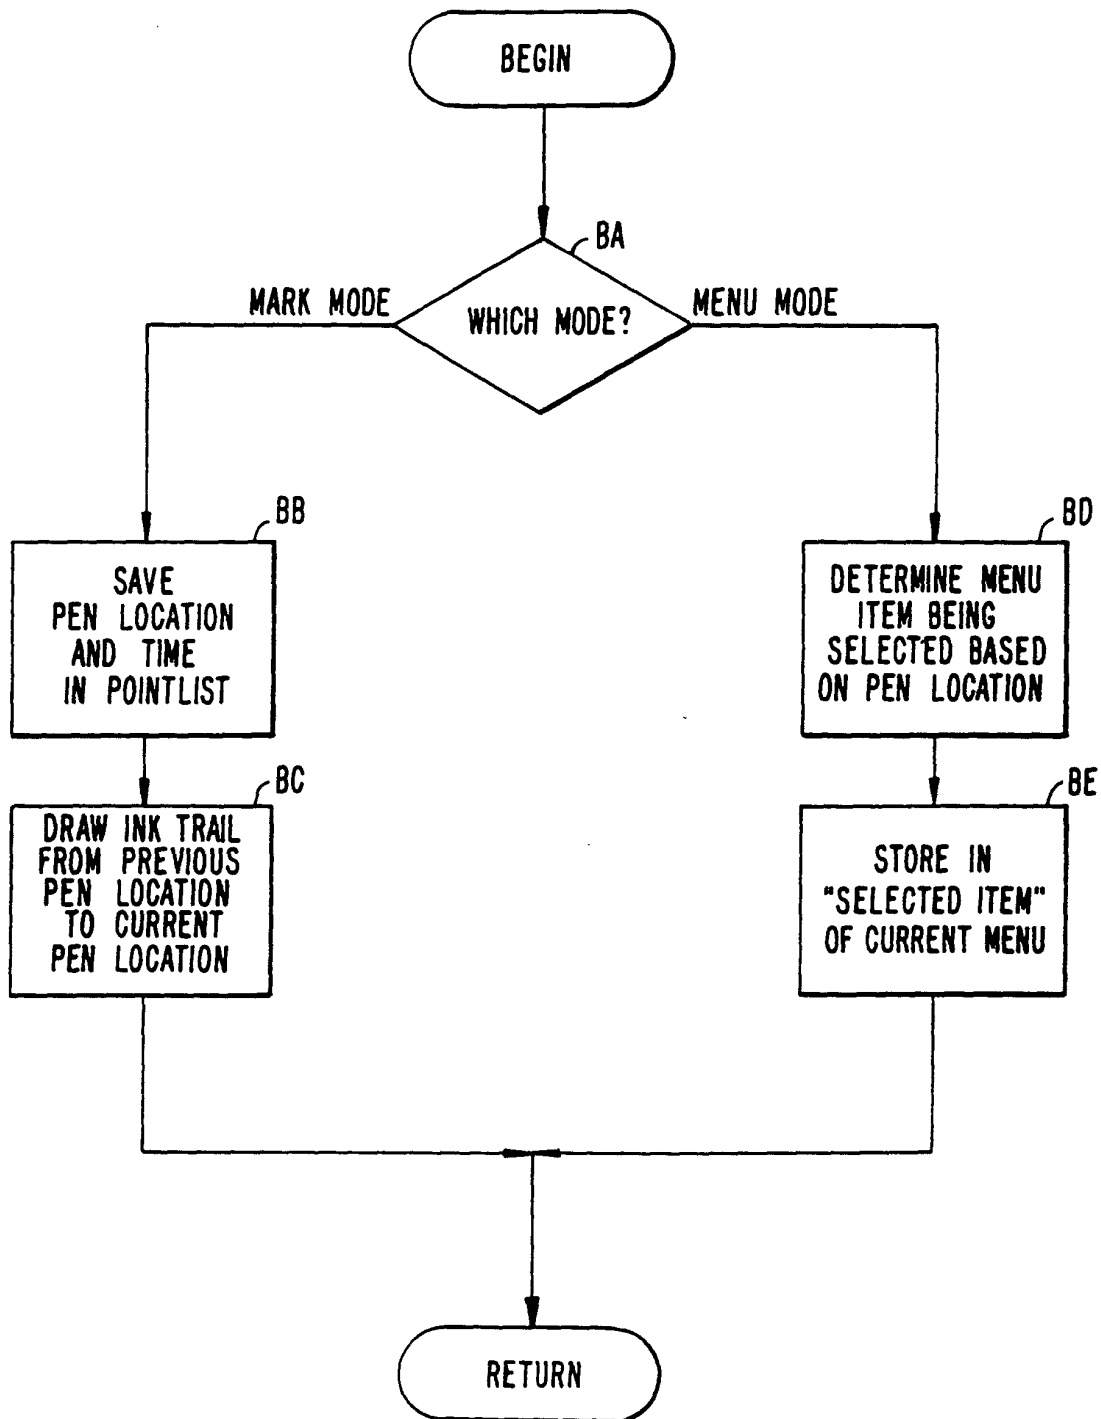 BEGIN
BA
MARK MODE
WHICH MODE?
MENU MODE
BB
SAVE
PEN LOCATION
AND TIME
IN POINTLIST
BC
DRAW INK TRAIL
FROM PREVIOUS
PEN LOCATION
TO CURRENT
PEN LOCATION
BD
DETERMINE MENU
ITEM BEING
SELECTED BASED
ON PEN LOCATION
BE
STORE IN
"SELECTED ITEM"
OF CURRENT MENU
RETURN